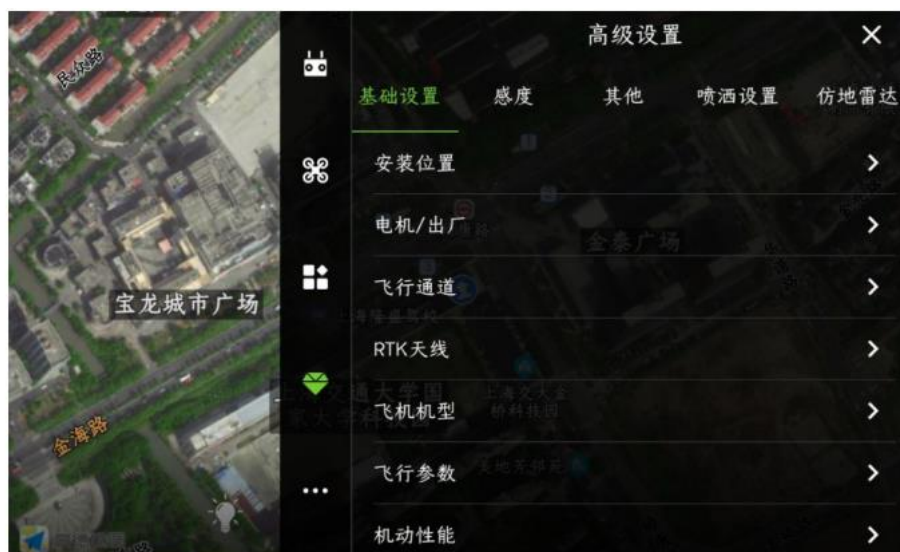 高级设置
基础设置 感度 其他 喷洒设置 仿地雷达
安装位置
电机/出厂
飞行通道
RTK天线
飞机机型
飞行参数
机动性能
民众路
宝龙城市广场
金海路
金泰广场